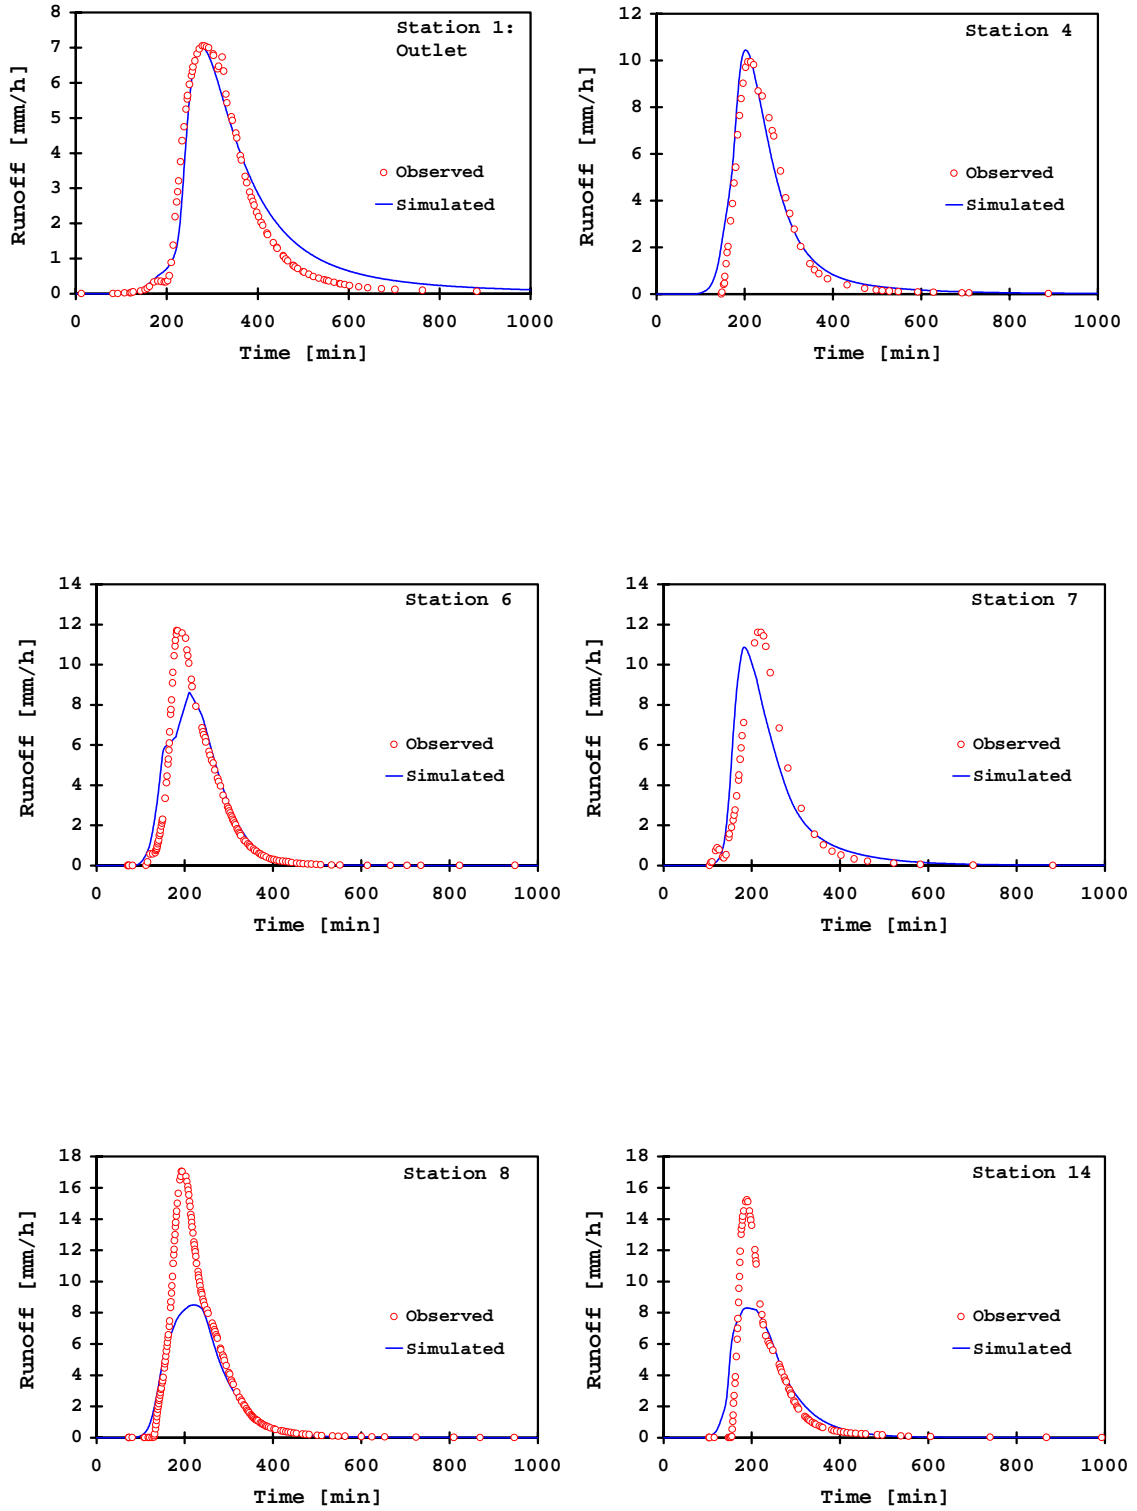 Station 1:
Outlet
8
7
6
5
4
3
2
1
0
Runoff [mm/h]
Observed
Simulated
0 200 400 600 800 1000
Time [min]
Station 4
12
10
8
6
4
2
0
Runoff [mm/h]
Observed
Simulated
0 200 400 600 800 1000
Time [min]
Station 6
14
12
10
8
6
4
2
0
Runoff [mm/h]
Observed
Simulated
0 200 400 600 800 1000
Time [min]
Station 7
14
12
10
8
6
4
2
0
Runoff [mm/h]
Observed
Simulated
0 200 400 600 800 1000
Time [min]
Station 8
18
16
14
12
10
8
6
4
2
0
Runoff [mm/h]
Observed
Simulated
0 200 400 600 800 1000
Time [min]
Station 14
18
16
14
12
10
8
6
4
2
0
Runoff [mm/h]
Observed
Simulated
0 200 400 600 800 1000
Time [min]